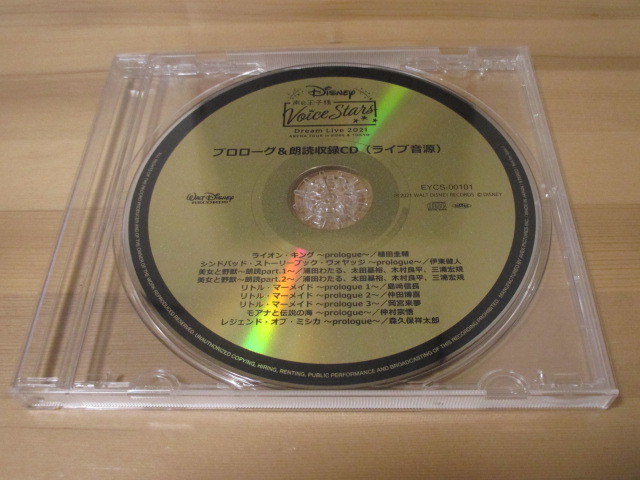 Disney
声の王子様
Voice Stars
Dream Live 2021
プロローグ&朗読収録CD(ライブ音源)
EYCS-00101
WALT DISNEY
RECORDS
ライオン・キング ~prologue~/植田圭輔
シンドバッド・ストーリーブック・ヴォヤッジ ~prologue~/伊東健人
美女と野獣~朗読part.1~/浦田わたる、太田基裕、木村良平、三浦宏規
美女と野獣~朗読part.2~/浦田わたる、太田基裕、木村良平、三浦宏規
リトル・マーメイド ~prologue 1~/島﨑信長
リトル・マーメイド ~prologue 2~/仲田博喜
リトル・マーメイド ~prologue 3~/岡宮来夢
モアナと伝説の海 ~prologue~/仲村宗悟
レジェンド・オブ・ミシカ ~prologue~/森久保祥太郎
UNAUTHORIZED COPYING, HIRING, RENTING, PUBLIC PERFORMANCE AND BROADCASTING OF THIS